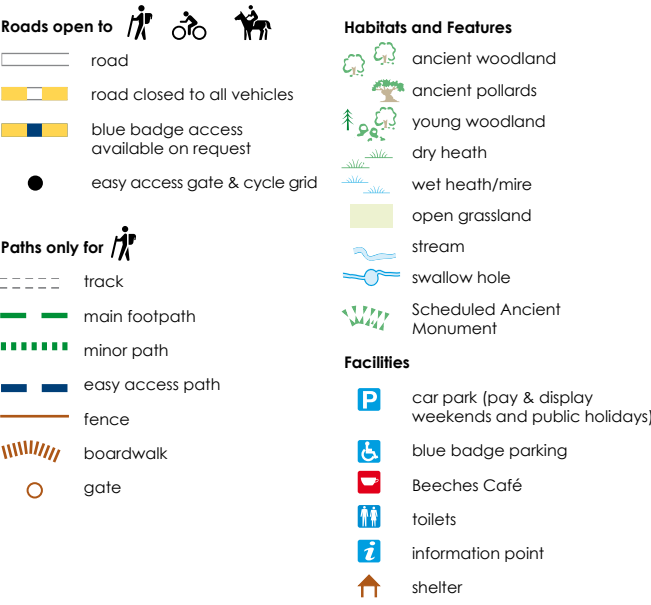 Roads open to
road
road closed to all vehicles
blue badge access
available on request
easy access gate & cycle grid
Paths only for
track
main footpath
minor path
easy access path
fence
boardwalk
gate
Habitats and Features
ancient woodland
ancient pollards
young woodland
dry heath
wet heath/mire
open grassland
stream
swallow hole
Scheduled Ancient
Monument
Facilities
P
car park (pay & display
weekends and public holidays)
blue badge parking
Beeches Café
toilets
i
information point
shelter